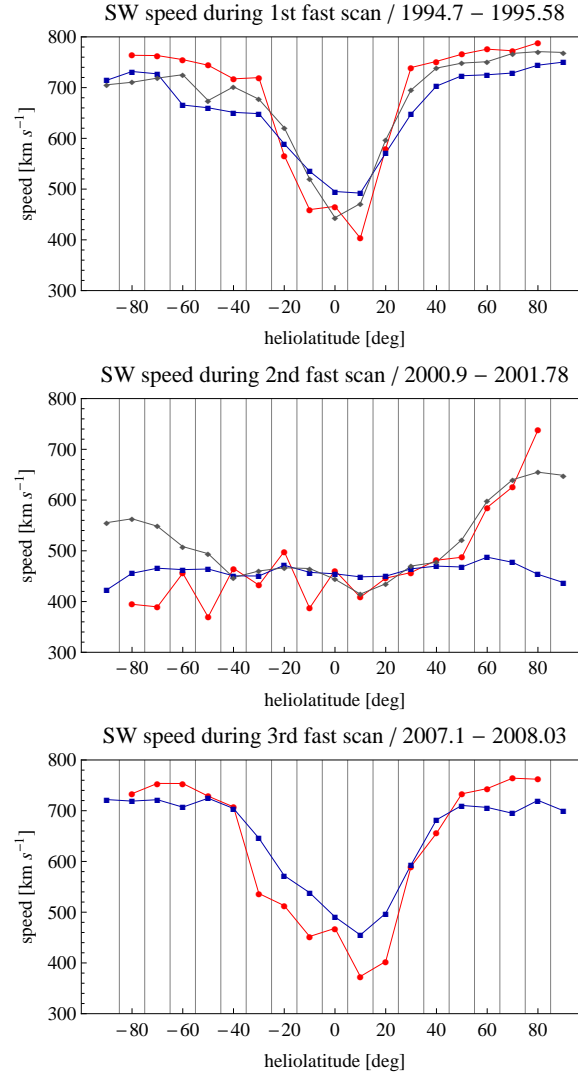 SW speed during 1st fast scan / 1994.7 − 1995.58
800
700
600
500
400
300
speed [km s⁻¹]
−80 −60 −40 −20 0 20 40 60 80
heliolatitude [deg]
SW speed during 2nd fast scan / 2000.9 − 2001.78
800
700
600
500
400
300
speed [km s⁻¹]
−80 −60 −40 −20 0 20 40 60 80
heliolatitude [deg]
SW speed during 3rd fast scan / 2007.1 − 2008.03
800
700
600
500
400
300
speed [km s⁻¹]
−80 −60 −40 −20 0 20 40 60 80
heliolatitude [deg]